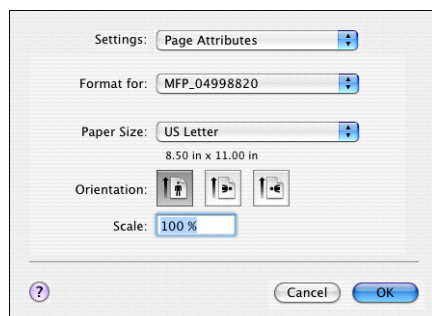 Settings: Page Attributes
Format for: MFP_04998820
Paper Size: US Letter
8.50 in x 11.00 in
Orientation:
Scale: 100 %
? Cancel OK